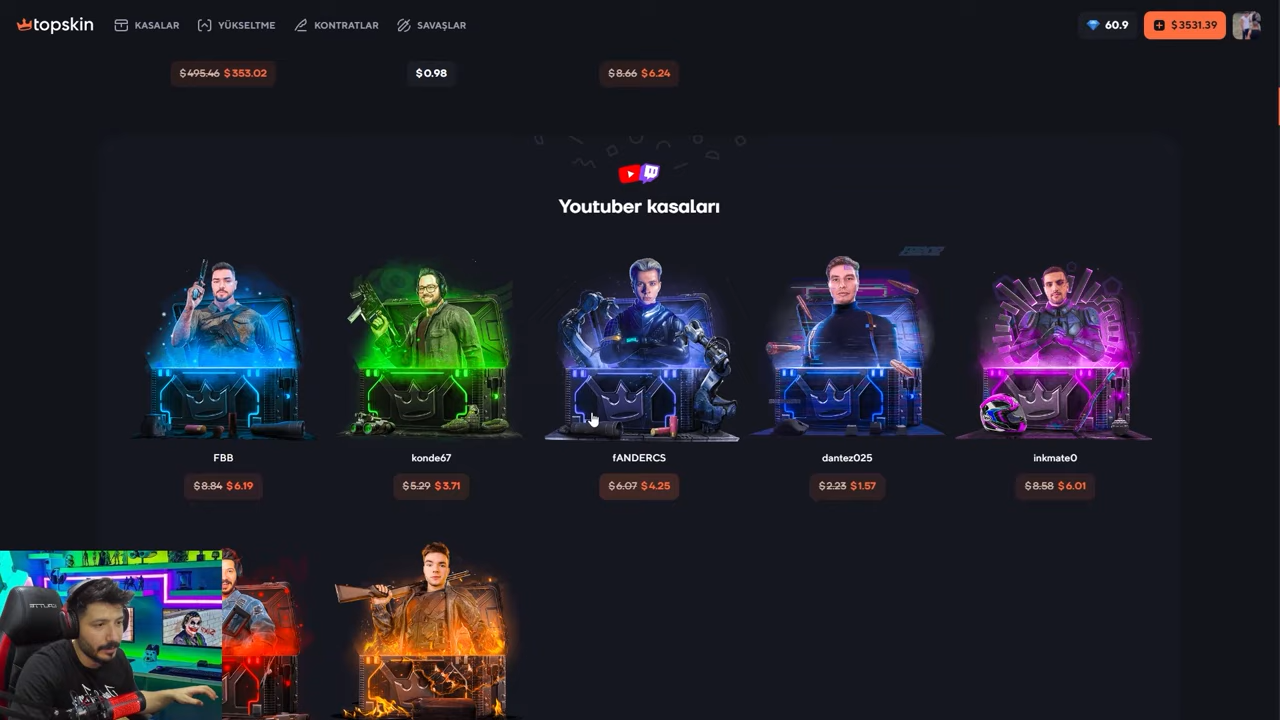 topskin
KASALAR
YÜKSELTME
KONTRATLAR
SAVAŞLAR
60.9
$3531.39
$495.46 $353.02
$0.98
$8.66 $6.24
Youtuber kasaları
FBB
konde67
fANDERCS
dantez025
inkmate0
$8.84 $6.19
$5.29 $3.71
$6.07 $4.25
$2.23 $1.57
$8.58 $6.01